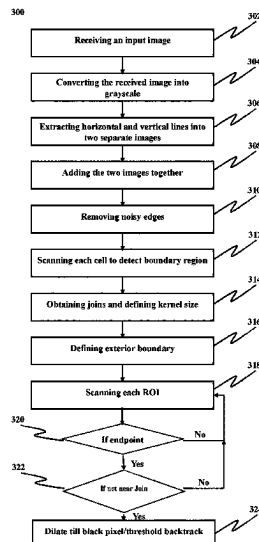 300
302
Receiving an input image
304
Converting the received image into
grayscale
306
Extracting horizontal and vertical lines into
two separate images
308
Adding the two images together
310
Removing noisy edges
312
Scanning each cell to detect boundary region
314
Obtaining joins and defining kernel size
316
Defining exterior boundary
318
Scanning each ROI
320
If endpoint
No
Yes
322
If not near Join
No
Yes
324
Dilate till black pixel/threshold backtrack